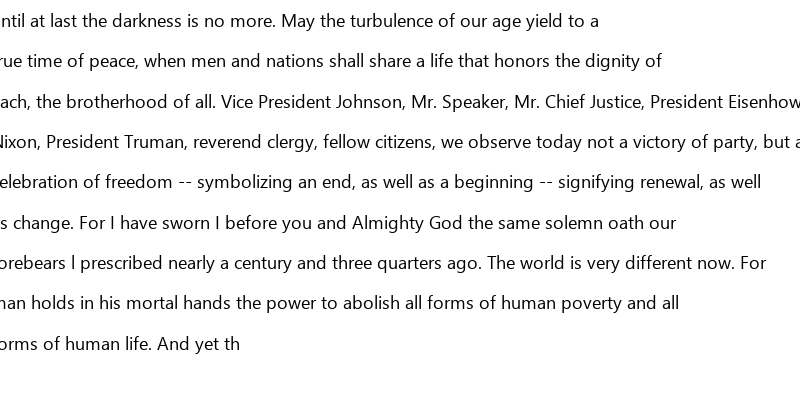 ntil at last the darkness is no more. May the turbulence of our age yield to a
rue time of peace, when men and nations shall share a life that honors the dignity of
ach, the brotherhood of all. Vice President Johnson, Mr. Speaker, Mr. Chief Justice, President Eisenhow
Nixon, President Truman, reverend clergy, fellow citizens, we observe today not a victory of party, but a
elebration of freedom -- symbolizing an end, as well as a beginning -- signifying renewal, as well
s change. For I have sworn I before you and Almighty God the same solemn oath our
orebears l prescribed nearly a century and three quarters ago. The world is very different now. For
man holds in his mortal hands the power to abolish all forms of human poverty and all
orms of human life. And yet th